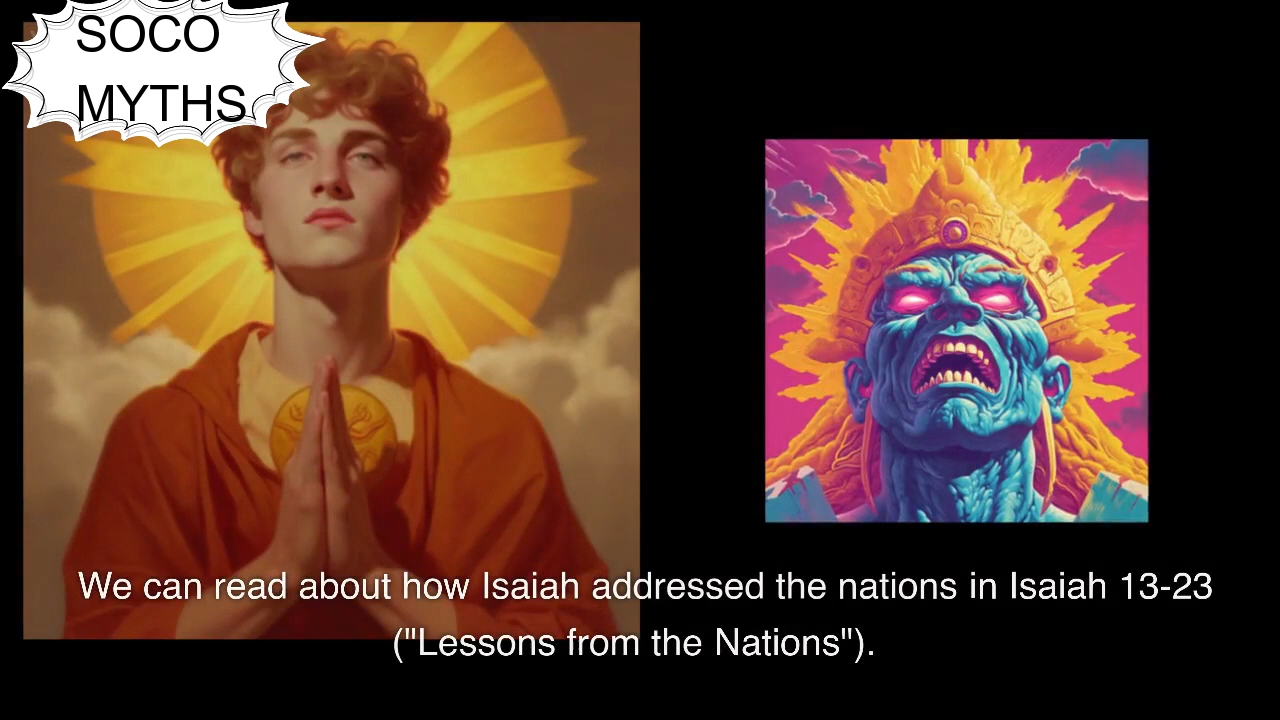 SOCO
MYTHS
We can read about how Isaiah addressed the nations in Isaiah 13-23
("Lessons from the Nations").